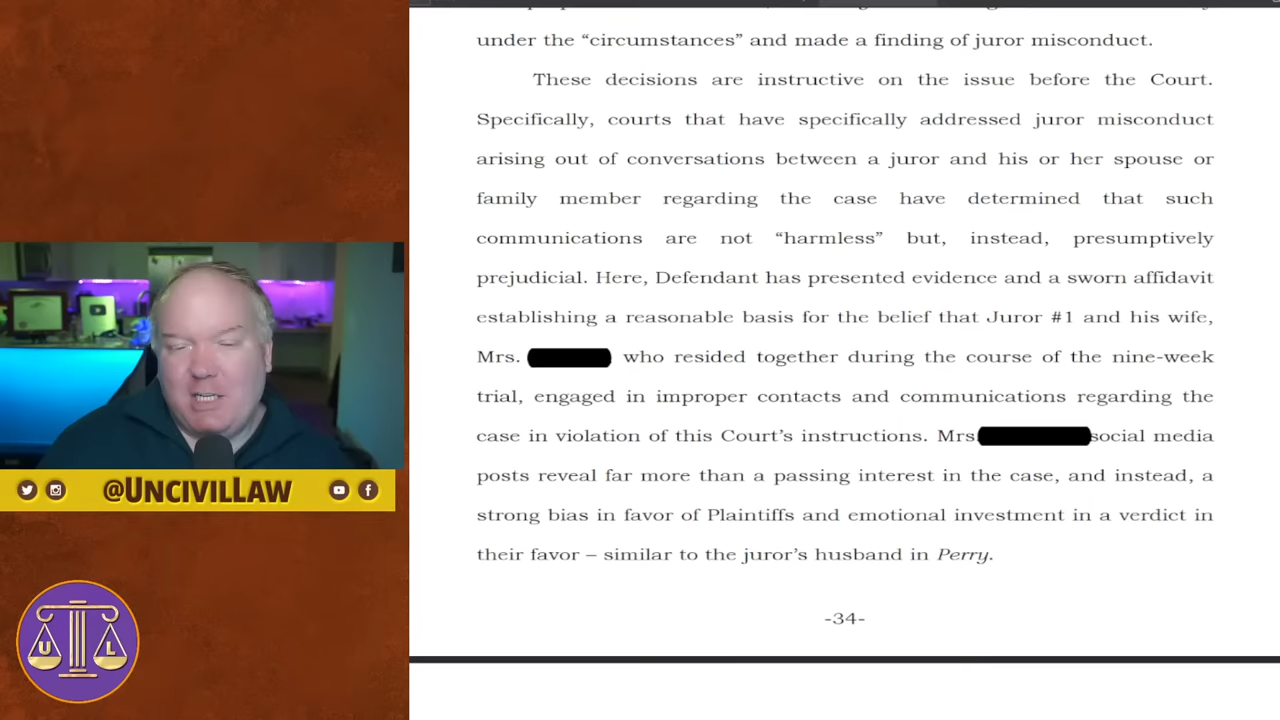 under the “circumstances” and made a finding of juror misconduct.
These decisions are instructive on the issue before the Court.
Specifically, courts that have specifically addressed juror misconduct
arising out of conversations between a juror and his or her spouse or
family member regarding the case have determined that such
communications are not “harmless” but, instead, presumptively
prejudicial. Here, Defendant has presented evidence and a sworn affidavit
establishing a reasonable basis for the belief that Juror #1 and his wife,
Mrs. who resided together during the course of the nine-week
trial, engaged in improper contacts and communications regarding the
case in violation of this Court’s instructions. Mrs social media
posts reveal far more than a passing interest in the case, and instead, a
strong bias in favor of Plaintiffs and emotional investment in a verdict in
their favor – similar to the juror’s husband in Perry.
-34-
@UNCIVILLAW
U L